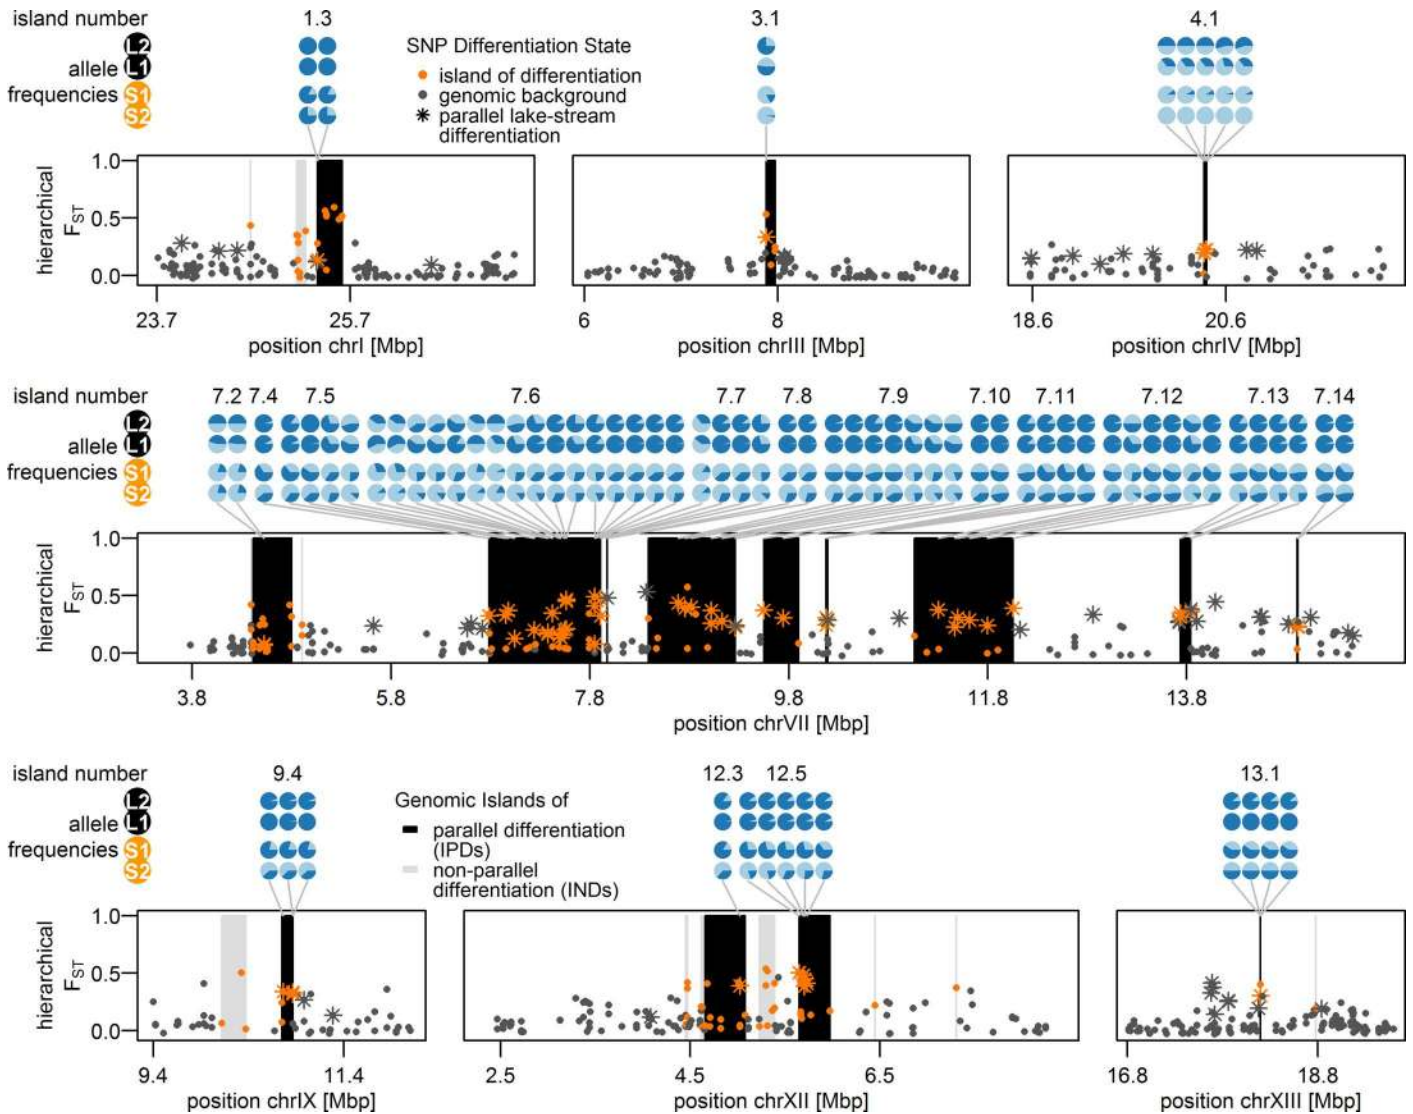 island number 1.3 3.1 4.1
L2
allele L1
frequencies S1
S2
SNP Differentiation State
island of differentiation
genomic background
parallel lake-stream
differentiation
hierarchical
FST
1.0
0.5
0.0
23.7 25.7
position chrI [Mbp]
6 8
position chrIII [Mbp]
18.6 20.6
position chrIV [Mbp]
island number 7.2 7.4 7.5 7.6 7.7 7.8 7.9 7.10 7.11 7.12 7.13 7.14
L2
allele L1
frequencies S1
S2
hierarchical
FST
1.0
0.5
0.0
3.8 5.8 7.8 9.8 11.8 13.8
position chrVII [Mbp]
island number 9.4 12.3 12.5 13.1
L2
allele L1
frequencies S1
S2
Genomic Islands of
parallel differentiation
(IPDs)
non-parallel
differentiation (INDs)
hierarchical
FST
1.0
0.5
0.0
9.4 11.4
position chrIX [Mbp]
2.5 4.5 6.5
position chrXII [Mbp]
16.8 18.8
position chrXIII [Mbp]